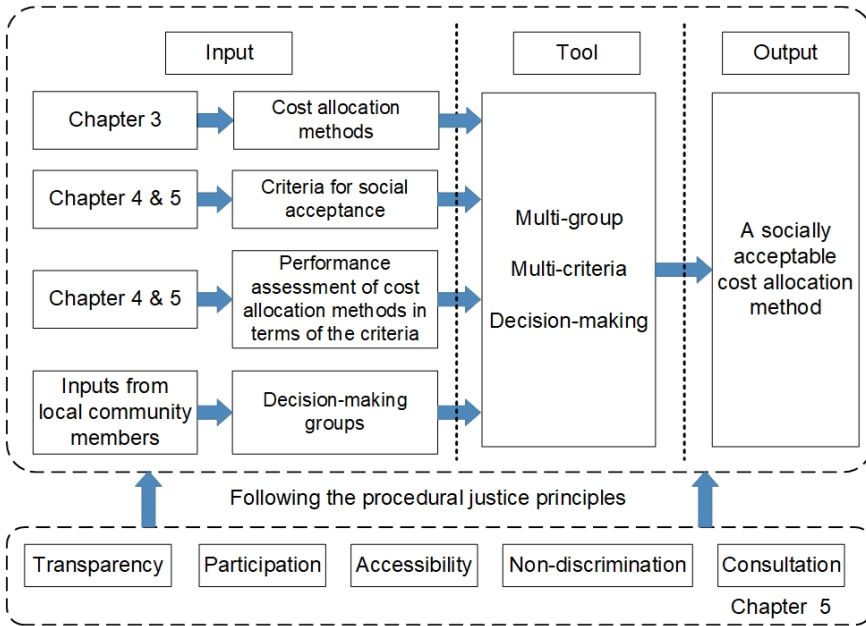 Input
Tool
Output
Chapter 3
Cost allocation
methods
Chapter 4 & 5
Criteria for social
acceptance
Chapter 4 & 5
Performance
assessment of cost
allocation methods in
terms of the criteria
Inputs from
local community
members
Decision-making
groups
Multi-group
Multi-criteria
Decision-making
A socially
acceptable
cost allocation
method
Following the procedural justice principles
Transparency
Participation
Accessibility
Non-discrimination
Consultation
Chapter 5